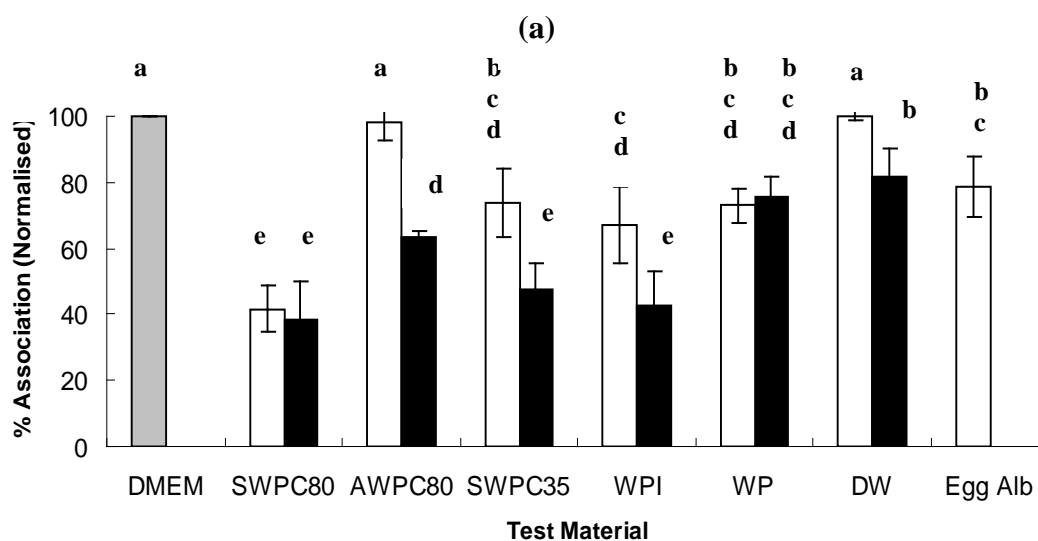 (a)
a
a
b
c
d
c
d
b
c
d
b
c
d
a
b
b
c
e
e
d
e
e
100
80
60
40
20
0
% Association (Normalised)
DMEM SWPC80 AWPC80 SWPC35 WPI WP DW Egg Alb
Test Material